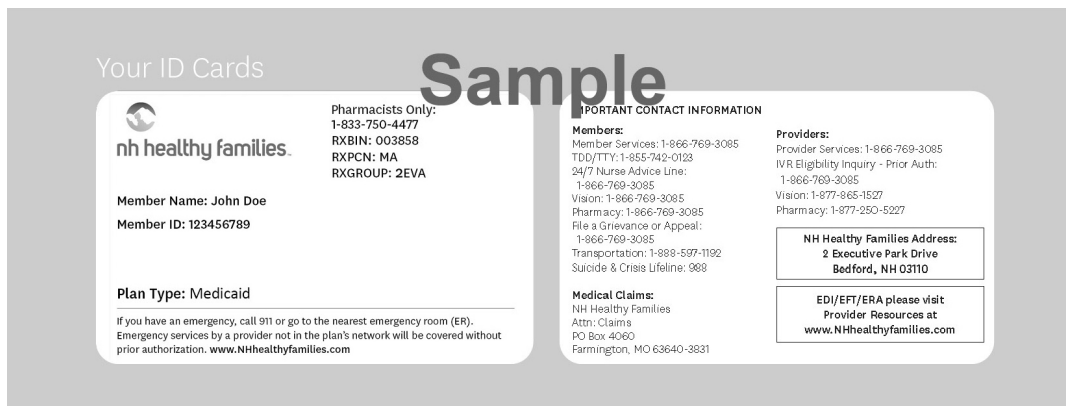 Your ID Cards
Sample
nh healthy families™
Pharmacists Only:
1-833-750-4477
RXBIN: 003858
RXPCN: MA
RXGROUP: 2EVA
Member Name: John Doe
Member ID: 123456789
Plan Type: Medicaid
If you have an emergency, call 911 or go to the nearest emergency room (ER).
Emergency services by a provider not in the plan's network will be covered without
prior authorization. www.NHhealthyfamilies.com
IMPORTANT CONTACT INFORMATION
Members:
Member Services: 1-866-769-3085
TDD/TTY: 1-855-742-0123
24/7 Nurse Advice Line:
1-866-769-3085
Vision: 1-866-769-3085
Pharmacy: 1-866-769-3085
File a Grievance or Appeal:
1-866-769-3085
Transportation: 1-888-597-1192
Suicide & Crisis Lifeline: 988
Medical Claims:
NH Healthy Families
Attn: Claims
PO Box 4060
Farmington, MO 63640-3831
Providers:
Provider Services: 1-866-769-3085
IVR Eligibility Inquiry - Prior Auth:
1-866-769-3085
Vision: 1-877-865-1527
Pharmacy: 1-877-250-5227
NH Healthy Families Address:
2 Executive Park Drive
Bedford, NH 03110
EDI/EFT/ERA please visit
Provider Resources at
www.NHhealthyfamilies.com